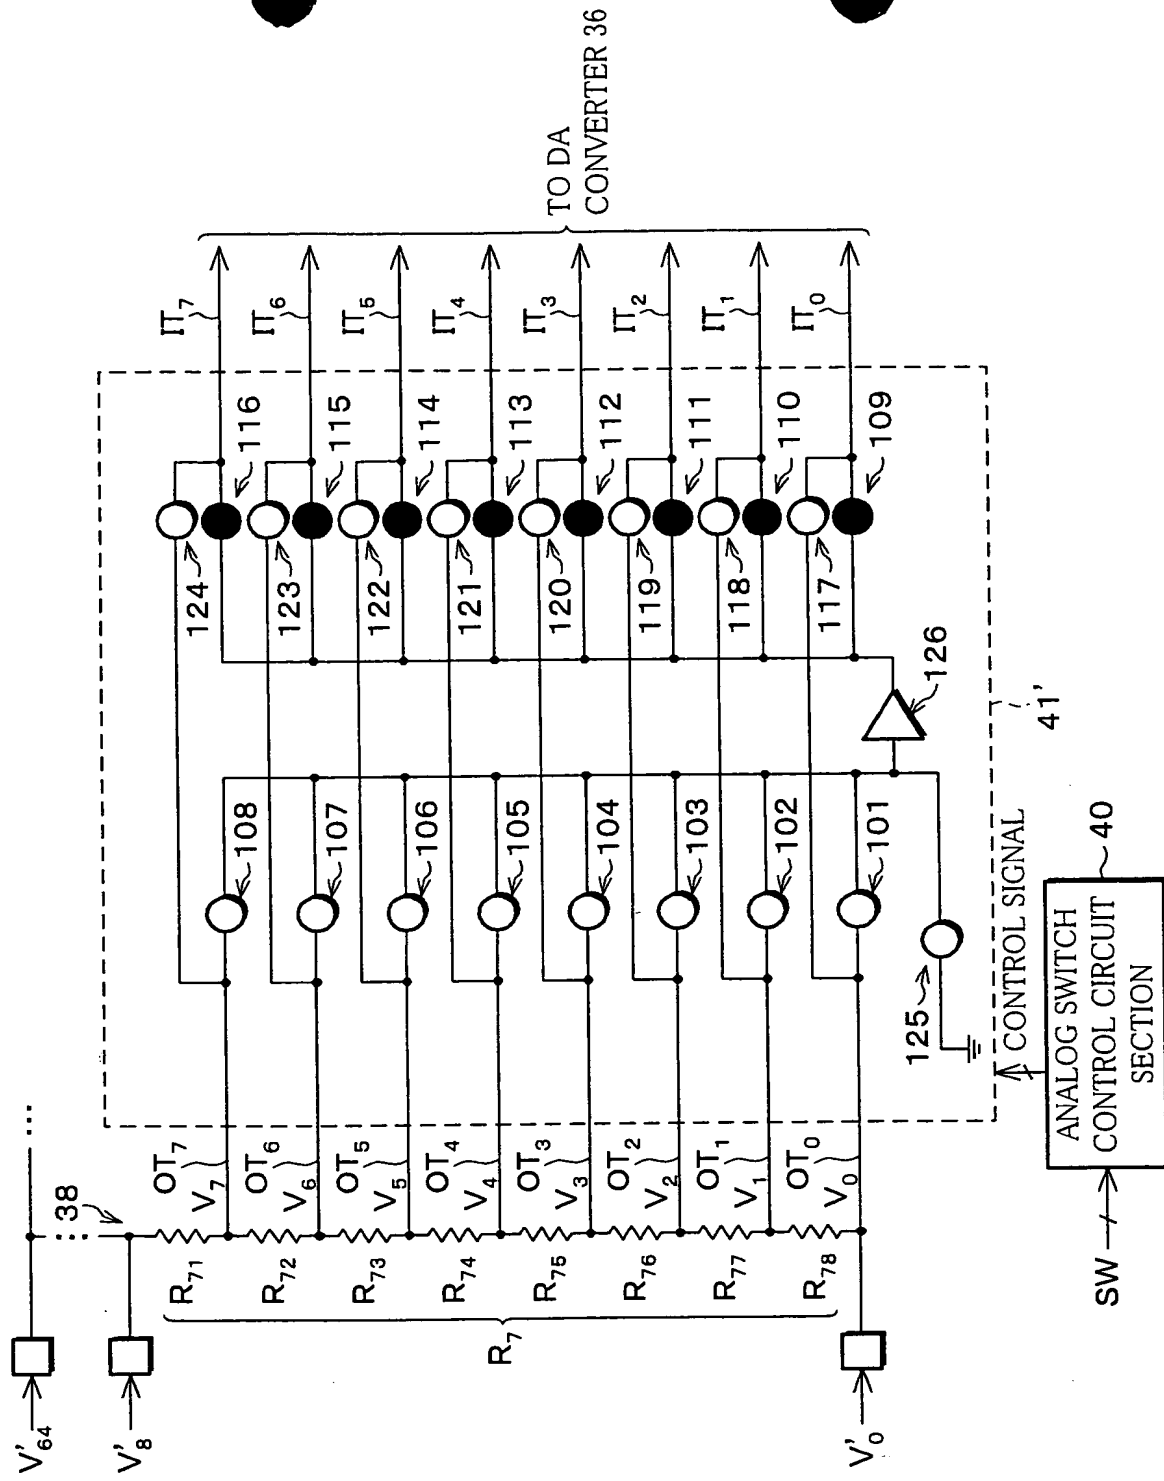 V'64
V'8
V'0
38
R71
R72
R73
R74
R75
R76
R77
R78
R7
OT7
V7
OT6
V6
OT5
V5
OT4
V4
OT3
V3
OT2
V2
OT1
V1
OT0
V0
108
107
106
105
104
103
102
101
125
126
124
123
122
121
120
119
118
117
116
115
114
113
112
111
110
109
IT7
IT6
IT5
IT4
IT3
IT2
IT1
IT0
TO DA
CONVERTER 36
41'
CONTROL SIGNAL
40
ANALOG SWITCH
CONTROL CIRCUIT
SECTION
SW